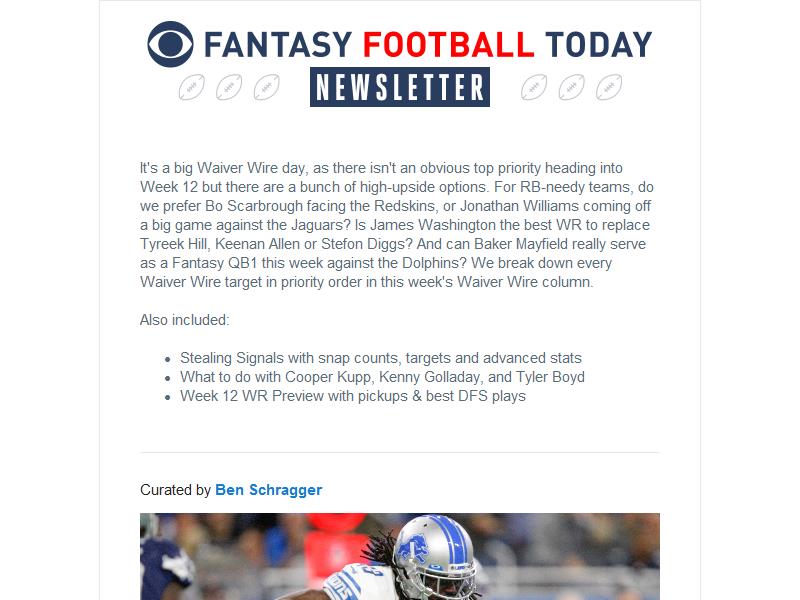 FANTASY FOOTBALL TODAY
NEWSLETTER
It's a big Waiver Wire day, as there isn't an obvious top priority heading into
Week 12 but there are a bunch of high-upside options. For RB-needy teams, do
we prefer Bo Scarbrough facing the Redskins, or Jonathan Williams coming off
a big game against the Jaguars? Is James Washington the best WR to replace
Tyreek Hill, Keenan Allen or Stefon Diggs? And can Baker Mayfield really serve
as a Fantasy QB1 this week against the Dolphins? We break down every
Waiver Wire target in priority order in this week's Waiver Wire column.
Also included:
• Stealing Signals with snap counts, targets and advanced stats
• What to do with Cooper Kupp, Kenny Golladay, and Tyler Boyd
• Week 12 WR Preview with pickups & best DFS plays
Curated by Ben Schragger